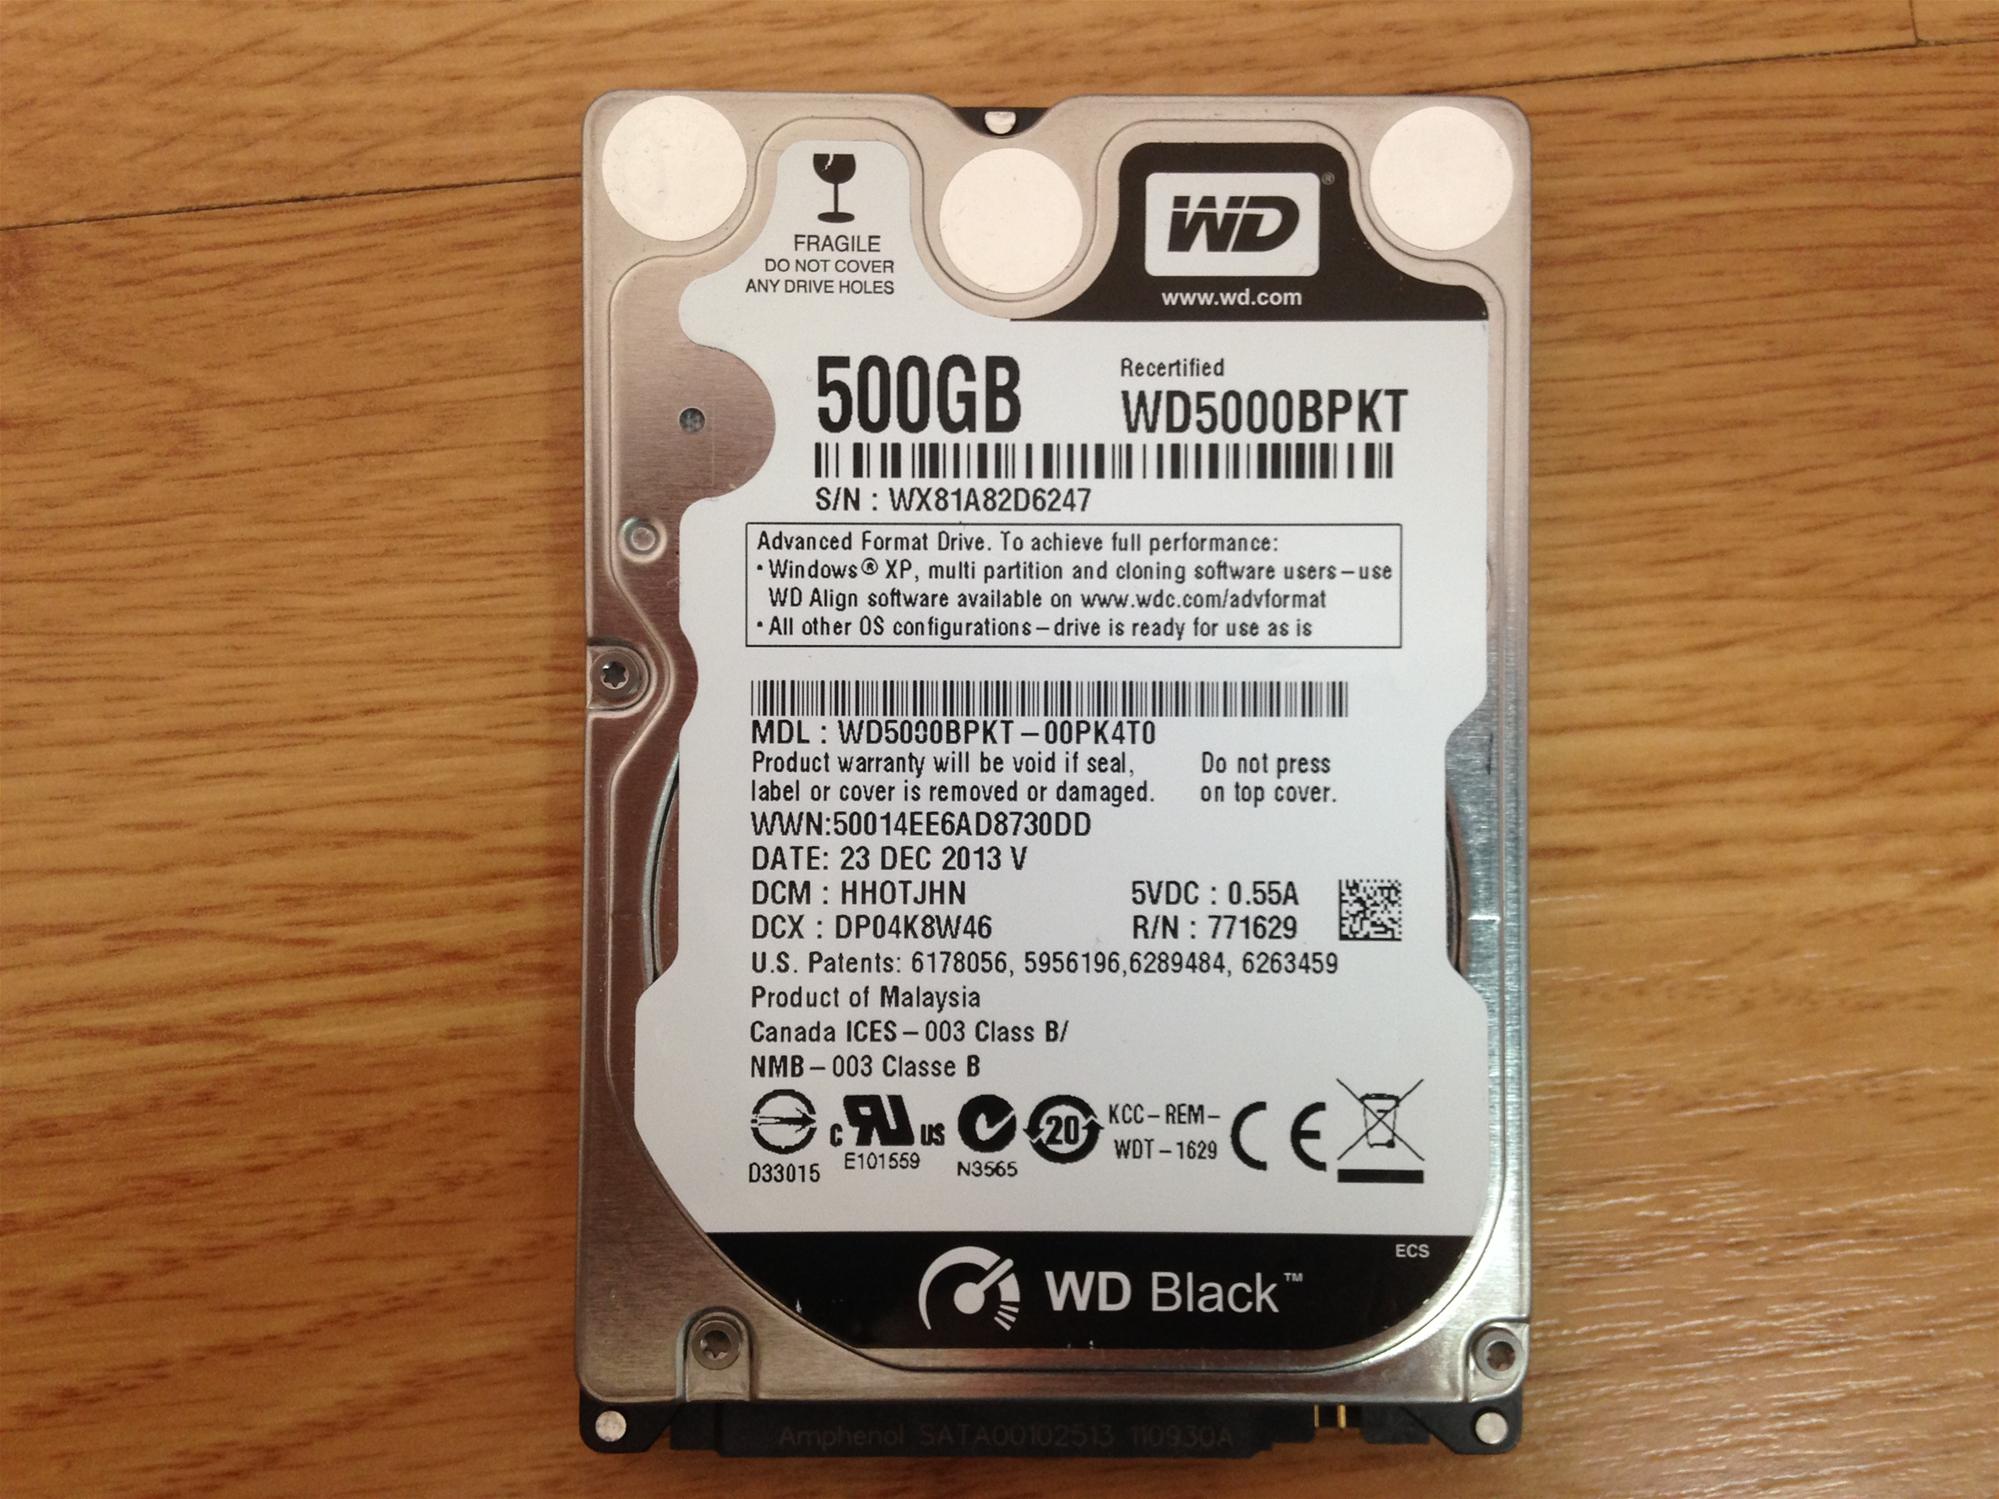 FRAGILE
DO NOT COVER
ANY DRIVE HOLES
WD®
www.wd.com
500GB
Recertified
WD5000BPKT
S/N : WX81A82D6247
Advanced Format Drive. To achieve full performance:
• Windows® XP, multi partition and cloning software users – use
WD Align software available on www.wdc.com/advformat
• All other OS configurations – drive is ready for use as is
MDL : WD5000BPKT – 00PK4T0
Product warranty will be void if seal,
label or cover is removed or damaged.
Do not press
on top cover.
WWN:50014EE6AD8730DD
DATE: 23 DEC 2013 V
DCM : HHOTJHN
5VDC : 0.55A
DCX : DP04K8W46
R/N : 771629
U.S. Patents: 6178056, 5956196,6289484, 6263459
Product of Malaysia
Canada ICES – 003 Class B/
NMB – 003 Classe B
D33015
c RU US
E101559
N3565
20
KCC – REM –
WDT – 1629
CE
ECS
WD Black™
Amphenol SATA00102513 110930A